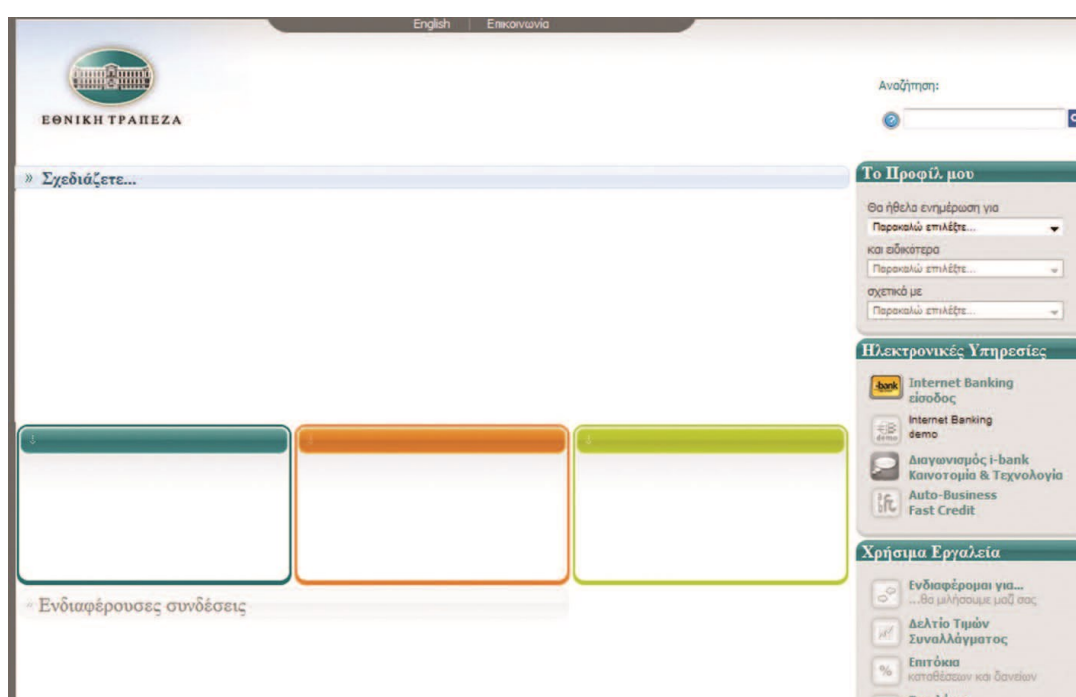 English Επικοινωνία
ΕΘΝΙΚΗ ΤΡΑΠΕΖΑ
Αναζήτηση:
» Σχεδιάζετε...
Το Προφίλ μου
Θα ήθελα ενημέρωση για
Παρακαλώ επιλέξτε...
και ειδικότερα
Παρακαλώ επιλέξτε...
σχετικά με
Παρακαλώ επιλέξτε...
Ηλεκτρονικές Υπηρεσίες
i-bank
Internet Banking
είσοδος
Internet Banking
demo
demo
Διαγωνισμός i-bank
Καινοτομία & Τεχνολογία
Auto-Business
Fast Credit
Χρήσιμα Εργαλεία
Ενδιαφέρομαι για...
...θα μιλήσουμε μαζί σας
Ενδιαφέρουσες συνδέσεις
Δελτίο Τιμών
Συναλλάγματος
%
Επιτόκια
καταθέσεων και δανείων